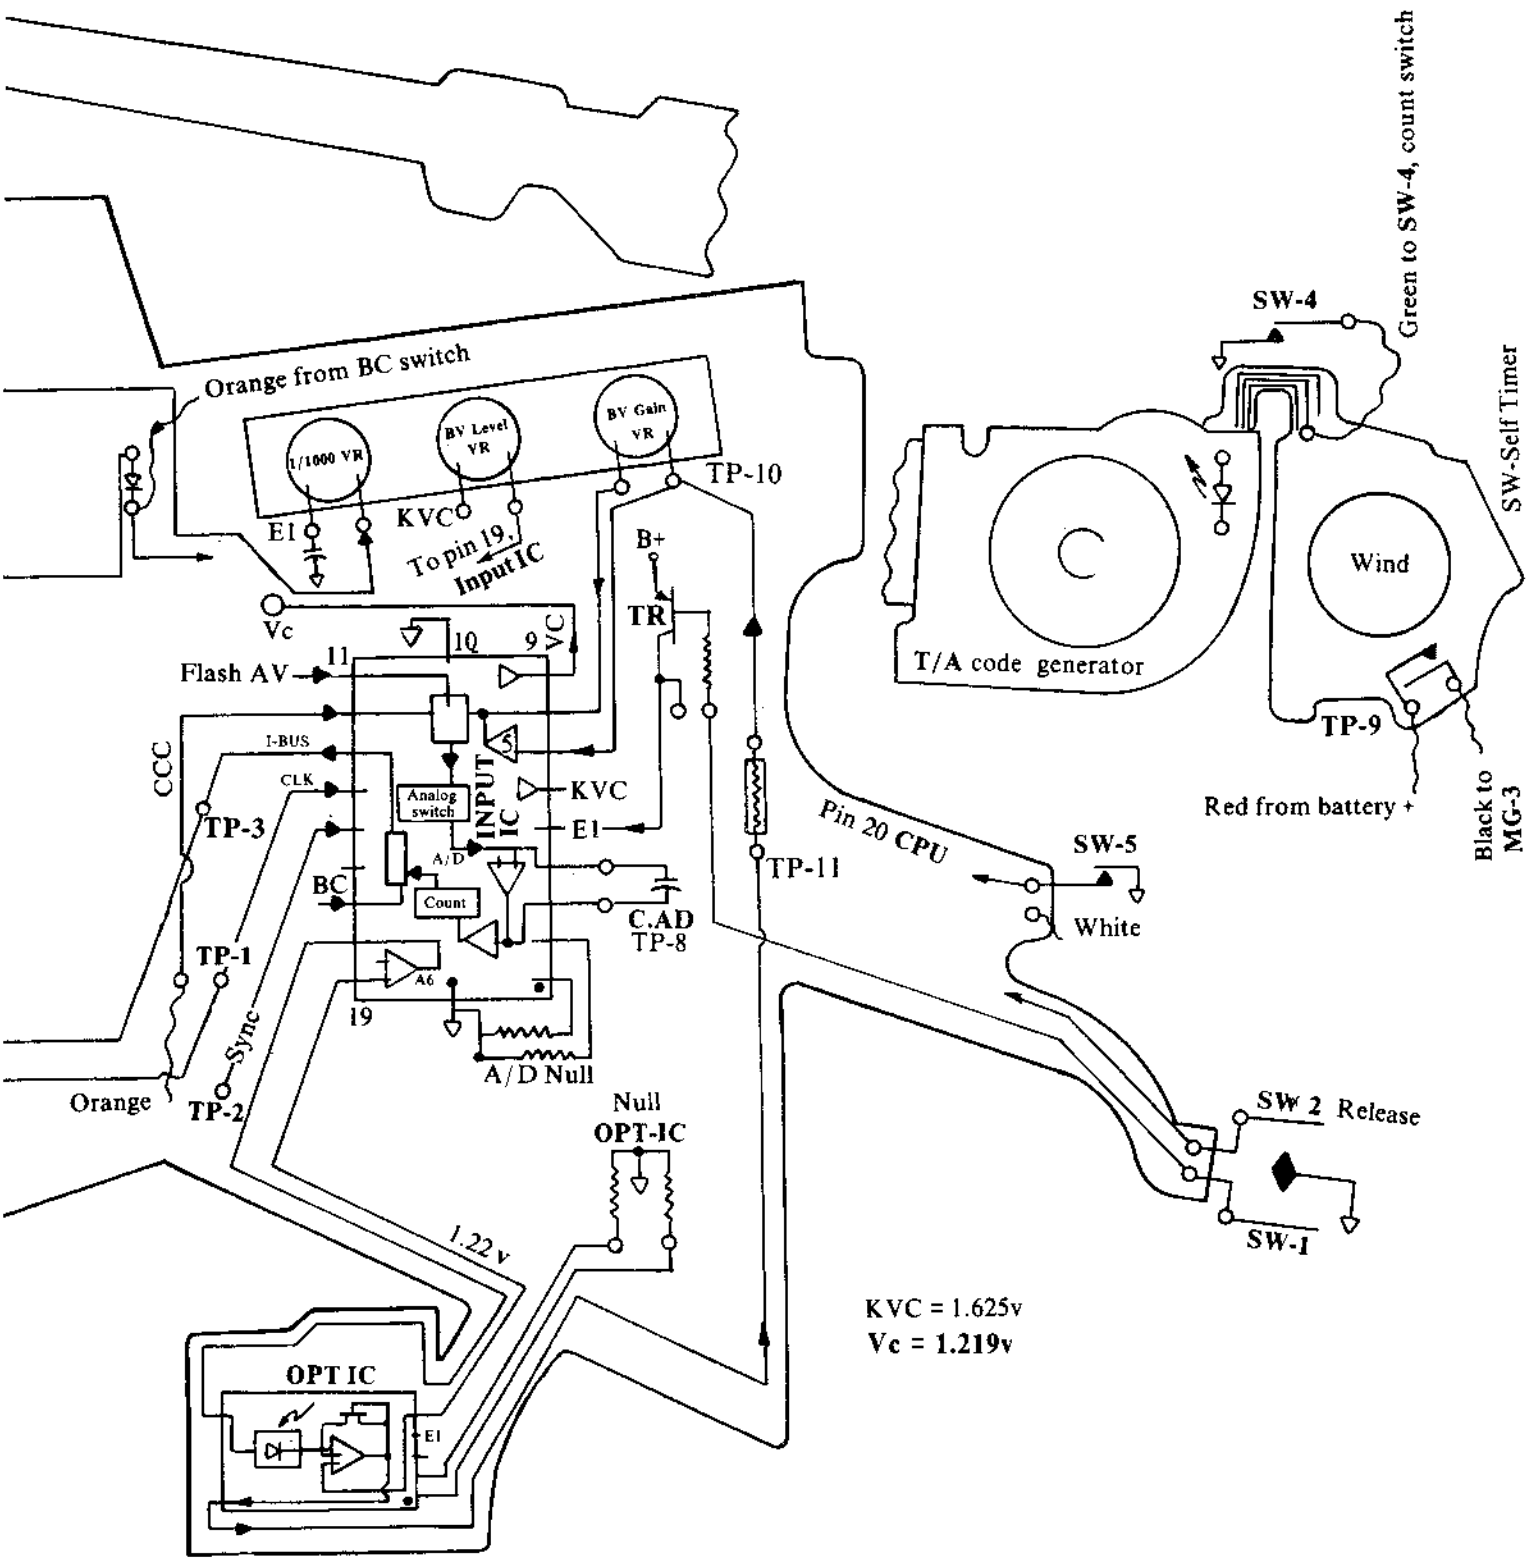 Green to SW-4, count switch
SW-4
Orange from BC switch
SW-Self Timer
BV Gain
VR
BV Level
VR
1/1000 VR
TP-10
E1
KVC
To pin 19,
Input IC
B+
Wind
Vc
TR
11
10
9
VC
Flash AV
T/A code generator
TP-9
CCC
I-BUS
5
CLK
Analog
switch
INPUT
IC
KVC
Red from battery +
Black to
MG-3
TP-3
E1
Pin 20 CPU
SW-5
A/D
TP-11
BC
Count
C.AD
TP-8
White
TP-1
A6
19
Sync
A/D Null
Orange
TP-2
Null
OPT-IC
SW 2 Release
SW-1
1.22 v
KVC = 1.625v
Vc = 1.219v
OPT IC
E1